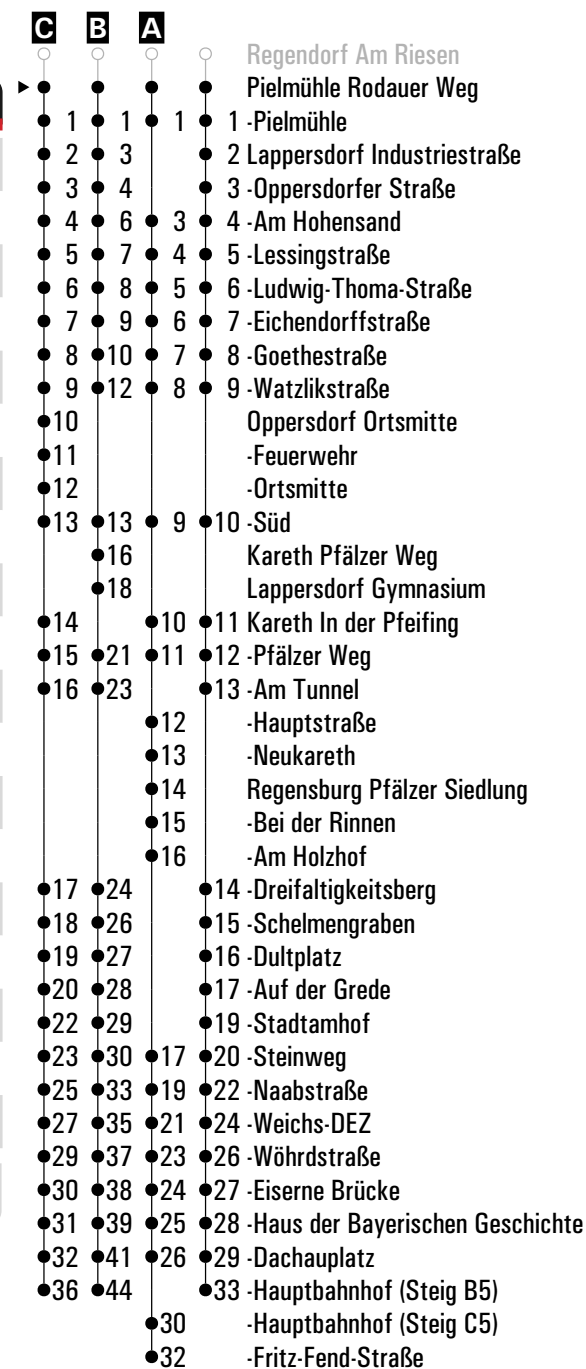 C B A
Regendorf Am Riesen
Pielmühle Rodauer Weg
1 1 1 1 -Pielmühle
2 3 2 Lappersdorf Industriestraße
3 4 3 -Oppersdorfer Straße
4 6 3 4 -Am Hohensand
5 7 4 5 -Lessingstraße
6 8 5 6 -Ludwig-Thoma-Straße
7 9 6 7 -Eichendorffstraße
8 10 7 8 -Goethestraße
9 12 8 9 -Watzlikstraße
10 Oppersdorf Ortsmitte
11 -Feuerwehr
12 -Ortsmitte
13 13 9 10 -Süd
16 Kareth Pfälzer Weg
18 Lappersdorf Gymnasium
14 10 11 Kareth In der Pfeifing
15 21 11 12 -Pfälzer Weg
16 23 13 -Am Tunnel
12 -Hauptstraße
13 -Neukareth
14 Regensburg Pfälzer Siedlung
15 -Bei der Rinnen
16 -Am Holzhof
17 24 14 -Dreifaltigkeitsberg
18 26 15 -Schelmengraben
19 27 16 -Dultplatz
20 28 17 -Auf der Grede
22 29 19 -Stadtamhof
23 30 17 20 -Steinweg
25 33 19 22 -Naabstraße
27 35 21 24 -Weichs-DEZ
29 37 23 26 -Wöhrdstraße
30 38 24 27 -Eiserne Brücke
31 39 25 28 -Haus der Bayerischen Geschichte
32 41 26 29 -Dachauplatz
36 44 33 -Hauptbahnhof (Steig B5)
30 -Hauptbahnhof (Steig C5)
32 -Fritz-Fend-Straße